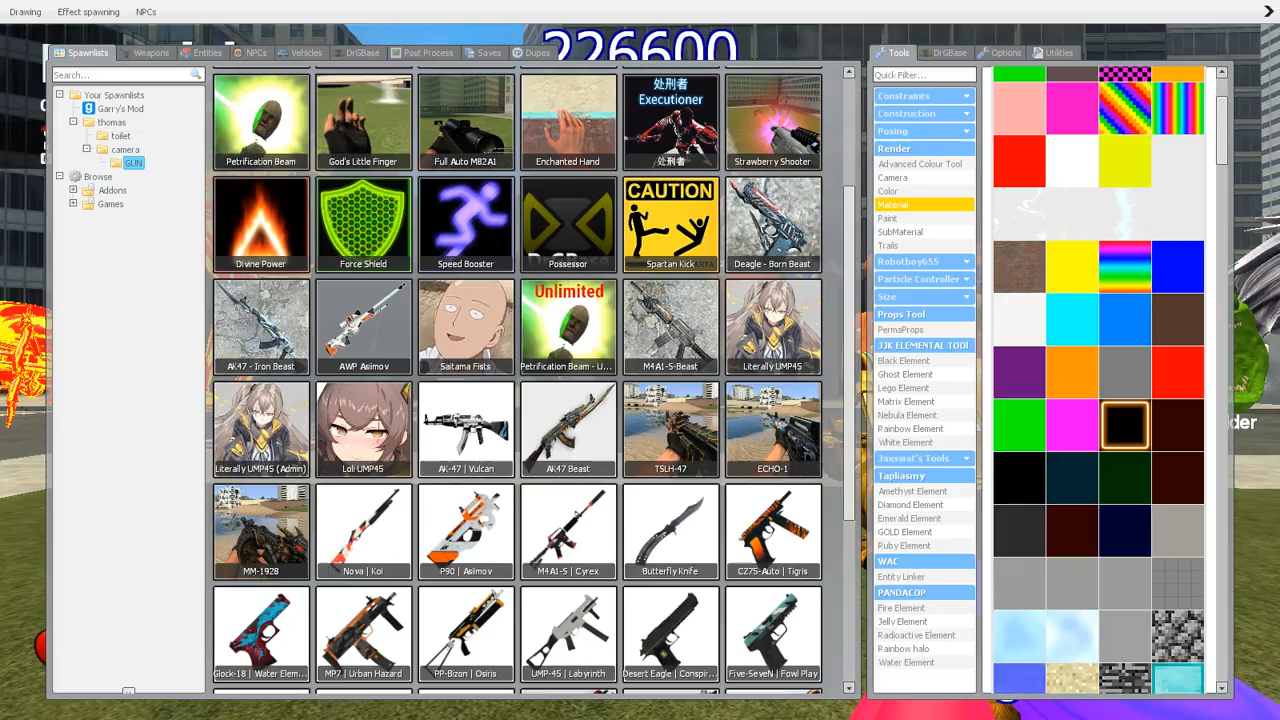 Drawing Effect spawning NPCs
226600
Spawnlists Weapons Entities NPCs Vehicles DrGBase Post Process Saves Dupes
Search...
Your Spawnlists
Garry's Mod
thomas
toilet
camera
GUN
Browse
Addons
Games
Petrification Beam
God's Little Finger
Full Auto M82A1
Enchanted Hand
处刑者
Executioner
处刑者
Strawberry Shooter
Divine Power
Force Shield
Speed Booster
Possessor
CAUTION
Spartan Kick
Deagle - Born Beast
AK47 - Iron Beast
AWP Asimov
Saitama Fists
Unlimited
Petrification Beam - U...
M4A1-S-Beast
Literally UMP45
Literally UMP45 (Admin)
Loli UMP45
AK-47 | Vulcan
AK47 Beast
TSLH-47
ECHO-1
MM-1928
Nova | Koi
P90 | Asimov
M4A1-S | Cyrex
Butterfly Knife
CZ75-Auto | Tigris
Glock-18 | Water Elem...
MP7 | Urban Hazard
PP-Bizon | Osiris
UMP-45 | Labyrinth
Desert Eagle | Conspir...
Five-SeveN | Fowl Play
Tools DrGBase Options Utilities
Quick Filter...
Constraints
Construction
Posing
Render
Advanced Colour Tool
Camera
Color
Material
Paint
SubMaterial
Trails
Robotboy655
Particle Controller
Size
Props Tool
PermaProps
JJK ELEMENTAL TOOl
Black Element
Ghost Element
Lego Element
Matrix Element
Nebula Element
Rainbow Element
White Element
Jaxswat's Tools
Tapliasmy
Amethyst Element
Diamond Element
Emerald Element
GOLD Element
Ruby Element
WAC
Entity Linker
PANDACOP
Fire Element
Jelly Element
Radioactive Element
Rainbow halo
Water Element
der